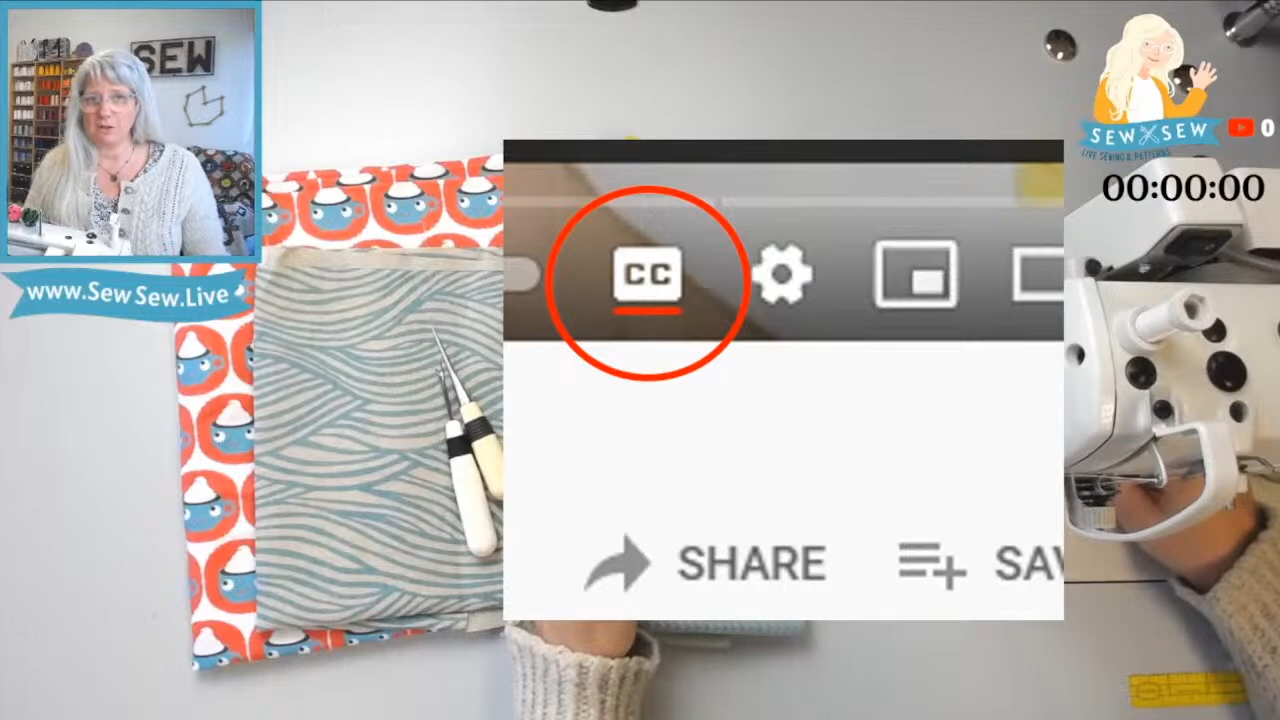 SEW
SEW SEW
LIVE SEWING & PATTERNS
0
00:00:00
www.SewSew.Live
CC
SHARE
SAV